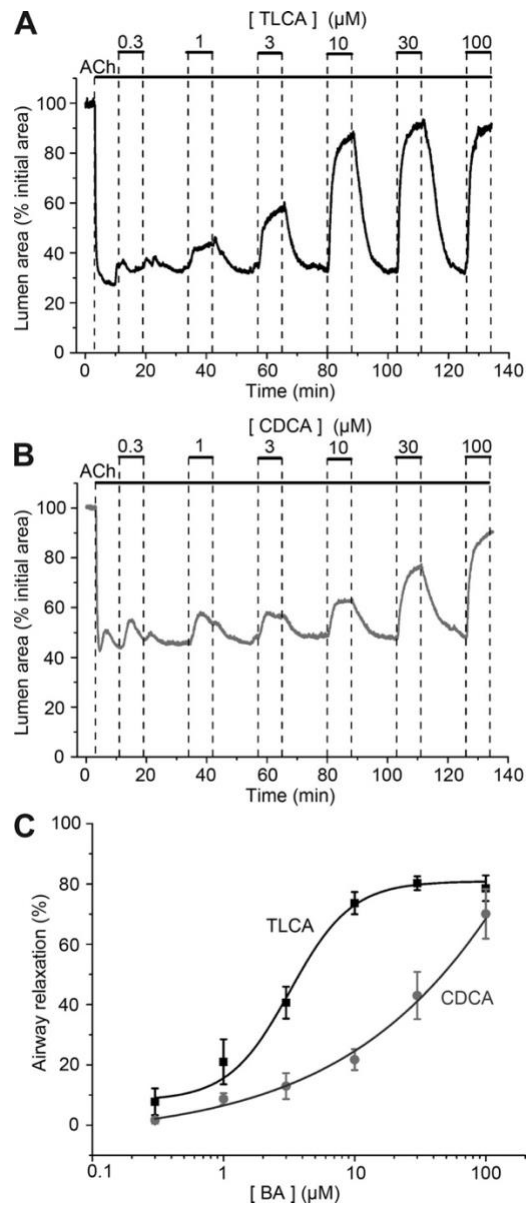 A
[ TLCA ] (µM)
0.3 1 3 10 30 100
ACh
Lumen area (% initial area)
100
80
60
40
20
0
0 20 40 60 80 100 120 140
Time (min)
B
[ CDCA ] (µM)
0.3 1 3 10 30 100
ACh
Lumen area (% initial area)
100
80
60
40
20
0
0 20 40 60 80 100 120 140
Time (min)
C
Airway relaxation (%)
100
80
60
40
20
0
TLCA
CDCA
0.1 1 10 100
[ BA ] (µM)